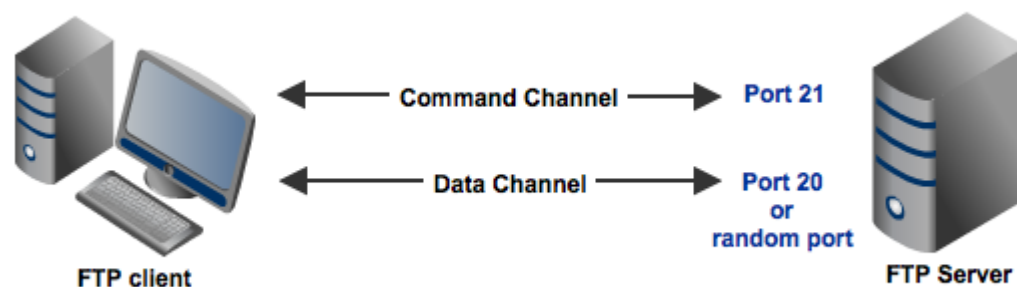 Command Channel
Port 21
Data Channel
Port 20
or
random port
FTP client
FTP Server